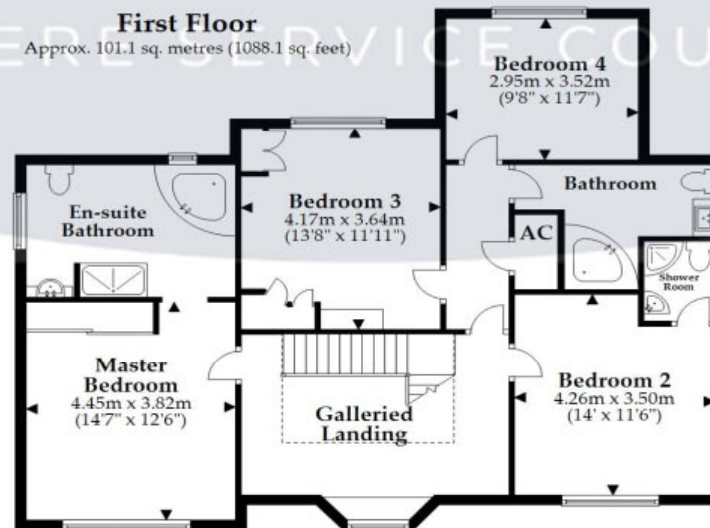 ERE SERVICE COU
First Floor
Approx. 101.1 sq. metres (1088.1 sq. feet)
Bedroom 4
2.95m x 3.52m
(9'8" x 11'7")
Bedroom 3
4.17m x 3.64m
(13'8" x 11'11")
Bathroom
En-suite
Bathroom
AC
Shower
Room
Master
Bedroom
4.45m x 3.82m
(14'7" x 12'6")
Galleried
Landing
Bedroom 2
4.26m x 3.50m
(14' x 11'6")